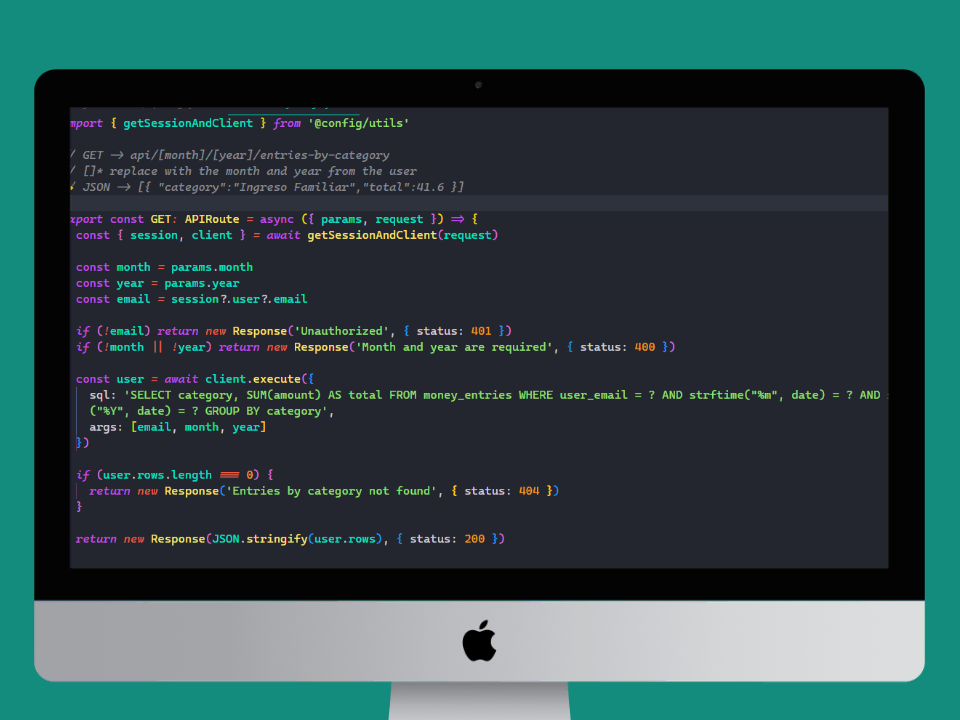 mport { getSessionAndClient } from '@config/utils'
/ GET -> api/[month]/[year]/entries-by-category
/ []* replace with the month and year from the user
/ JSON -> [{ "category":"Ingreso Familiar","total":41.6 }]
xport const GET: APIRoute = async ({ params, request }) => {
const { session, client } = await getSessionAndClient(request)
const month = params.month
const year = params.year
const email = session?.user?.email
if (!email) return new Response('Unauthorized', { status: 401 })
if (!month || !year) return new Response('Month and year are required', { status: 400 })
const user = await client.execute({
sql: 'SELECT category, SUM(amount) AS total FROM money_entries WHERE user_email = ? AND strftime("%m", date) = ? AND
("%Y", date) = ? GROUP BY category',
args: [email, month, year]
})
if (user.rows.length === 0) {
return new Response('Entries by category not found', { status: 404 })
}
return new Response(JSON.stringify(user.rows), { status: 200 })